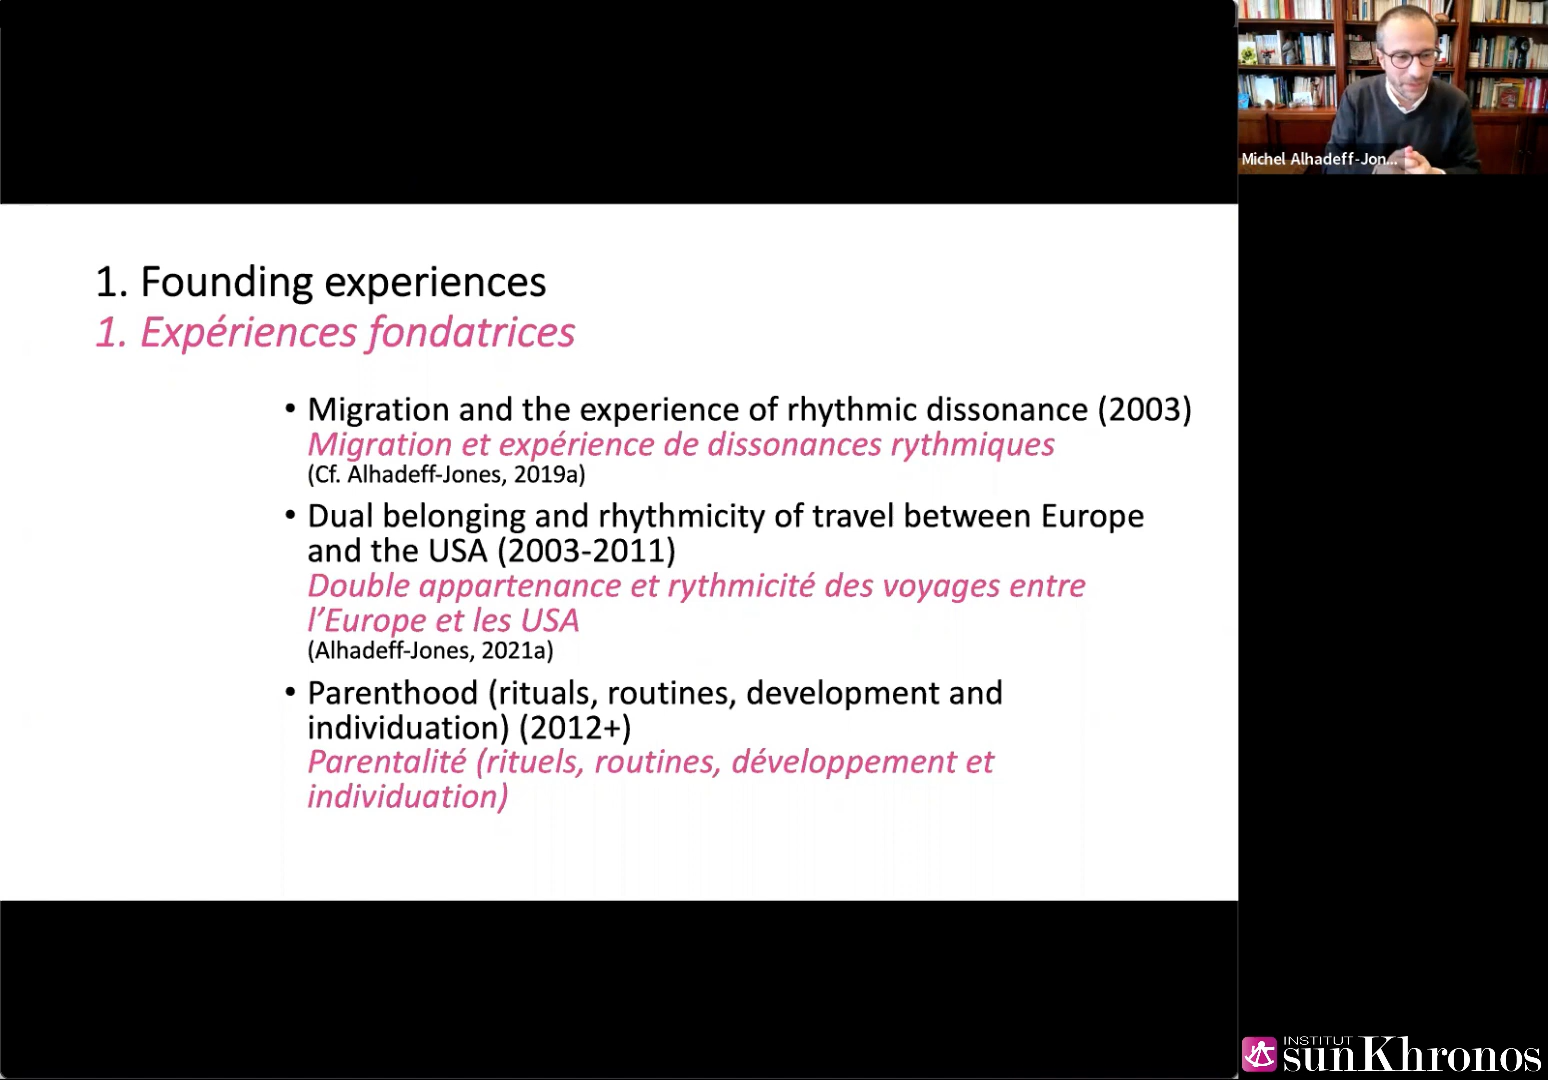 Michel Alhadeff-Jon...
1. Founding experiences
1. Expériences fondatrices
• Migration and the experience of rhythmic dissonance (2003)
Migration et expérience de dissonances rythmiques
(Cf. Alhadeff-Jones, 2019a)
• Dual belonging and rhythmicity of travel between Europe
and the USA (2003-2011)
Double appartenance et rythmicité des voyages entre
l’Europe et les USA
(Alhadeff-Jones, 2021a)
• Parenthood (rituals, routines, development and
individuation) (2012+)
Parentalité (rituels, routines, développement et
individuation)
INSTITUT
sunKhronos